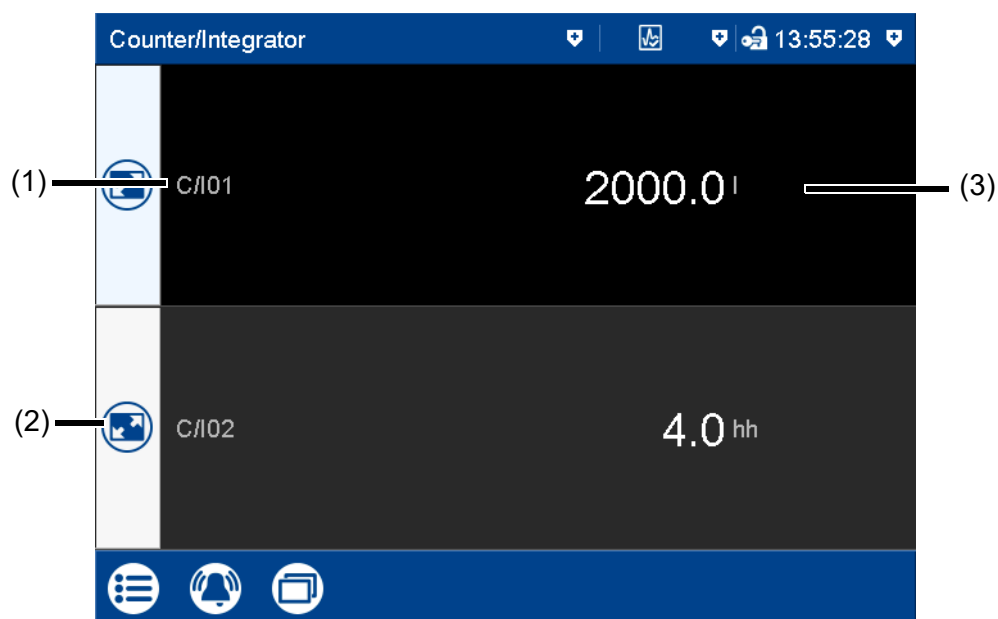 Counter/Integrator 13:55:28
(1) C/I01 2000.0 l (3)
(2) C/I02 4.0 hh